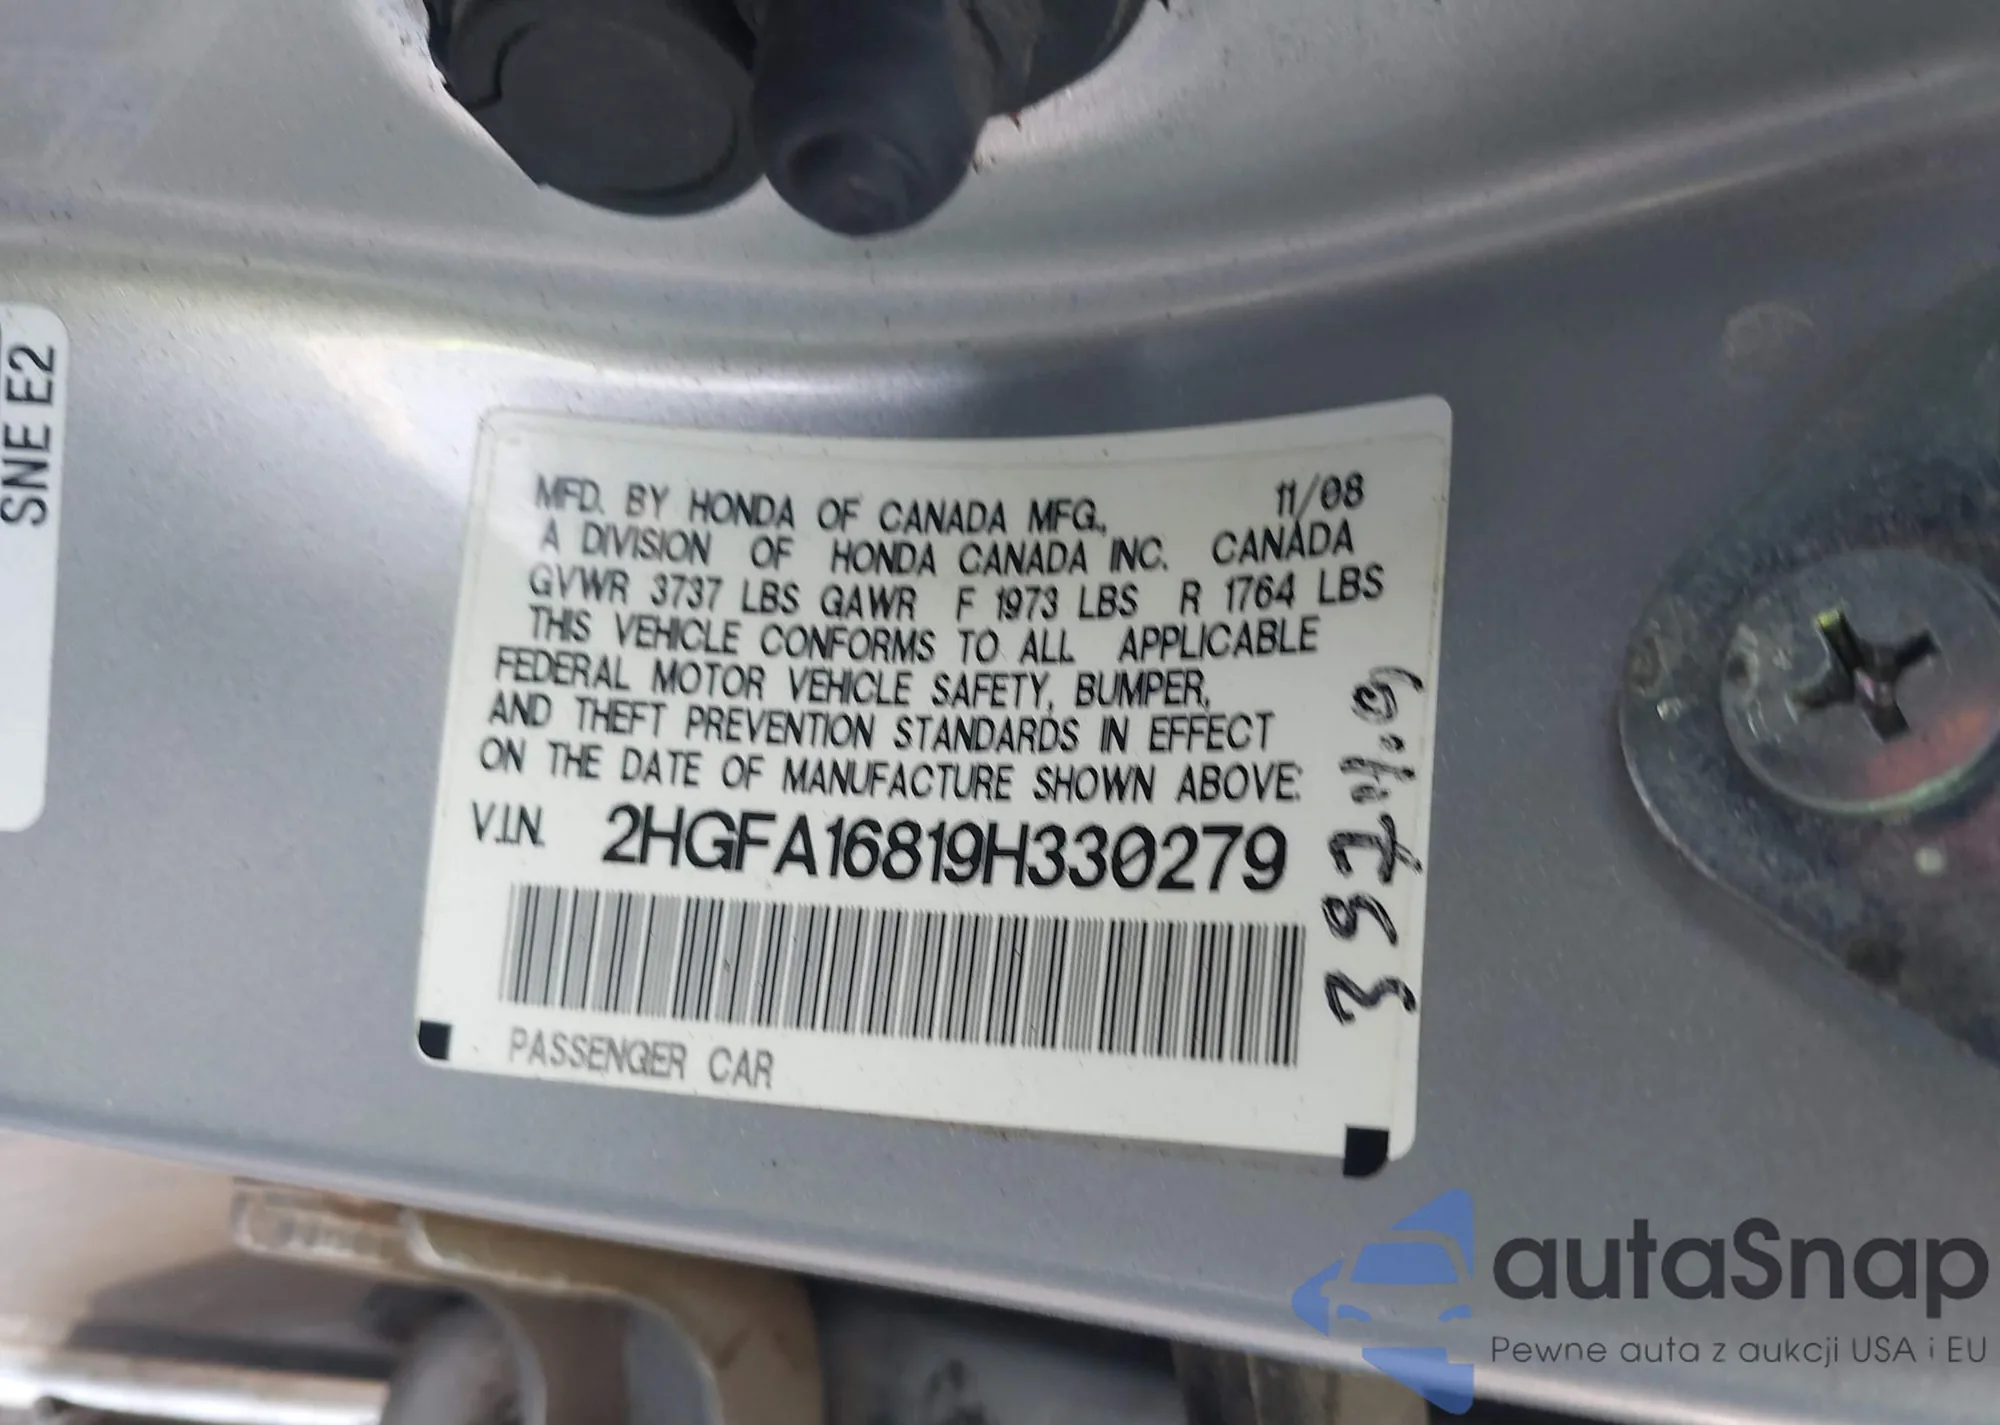 SNE E2
MFD. BY HONDA OF CANADA MFG., 11/08
A DIVISION OF HONDA CANADA INC. CANADA
GVWR 3737 LBS GAWR F 1973 LBS R 1764 LBS
THIS VEHICLE CONFORMS TO ALL APPLICABLE
FEDERAL MOTOR VEHICLE SAFETY, BUMPER,
AND THEFT PREVENTION STANDARDS IN EFFECT
ON THE DATE OF MANUFACTURE SHOWN ABOVE:
V.I.N. 2HGFA16819H330279
PASSENGER CAR
autaSnap
Pewne auta z aukcji USA i EU